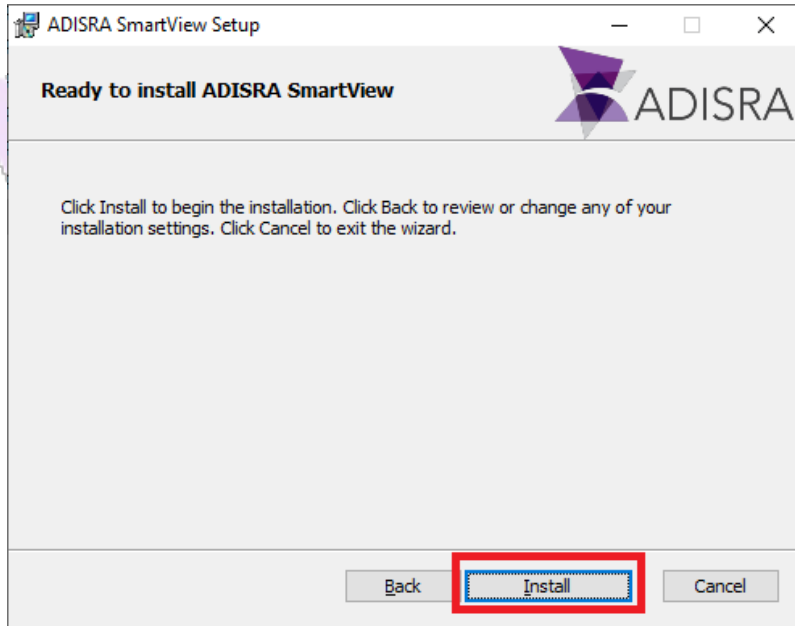 ADISRA SmartView Setup
Ready to install ADISRA SmartView
ADISRA
Click Install to begin the installation. Click Back to review or change any of your
installation settings. Click Cancel to exit the wizard.
Back
Install
Cancel